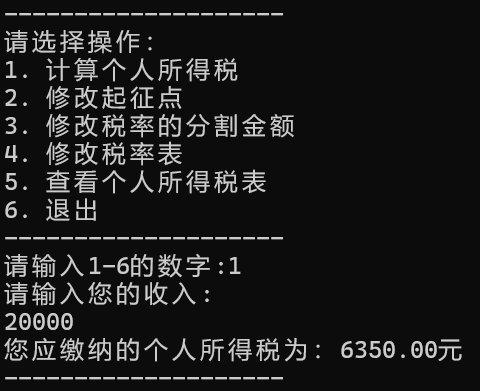 ---------------------
请选择操作:
1. 计算个人所得税
2. 修改起征点
3. 修改税率的分割金额
4. 修改税率表
5. 查看个人所得税表
6. 退出
---------------------
请输入1-6的数字:1
请输入您的收入:
20000
您应缴纳的个人所得税为: 6350.00元
---------------------